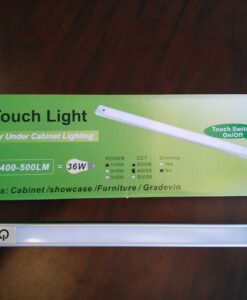 Touch Light
r Under Cabinet Lighting
Touch Switch
On/Off
400-500LM = 36W
POWER CCT Dimming
3000K Yes
4000K No
5000K
s: Cabinet/showcase/Furniture / Gradevin